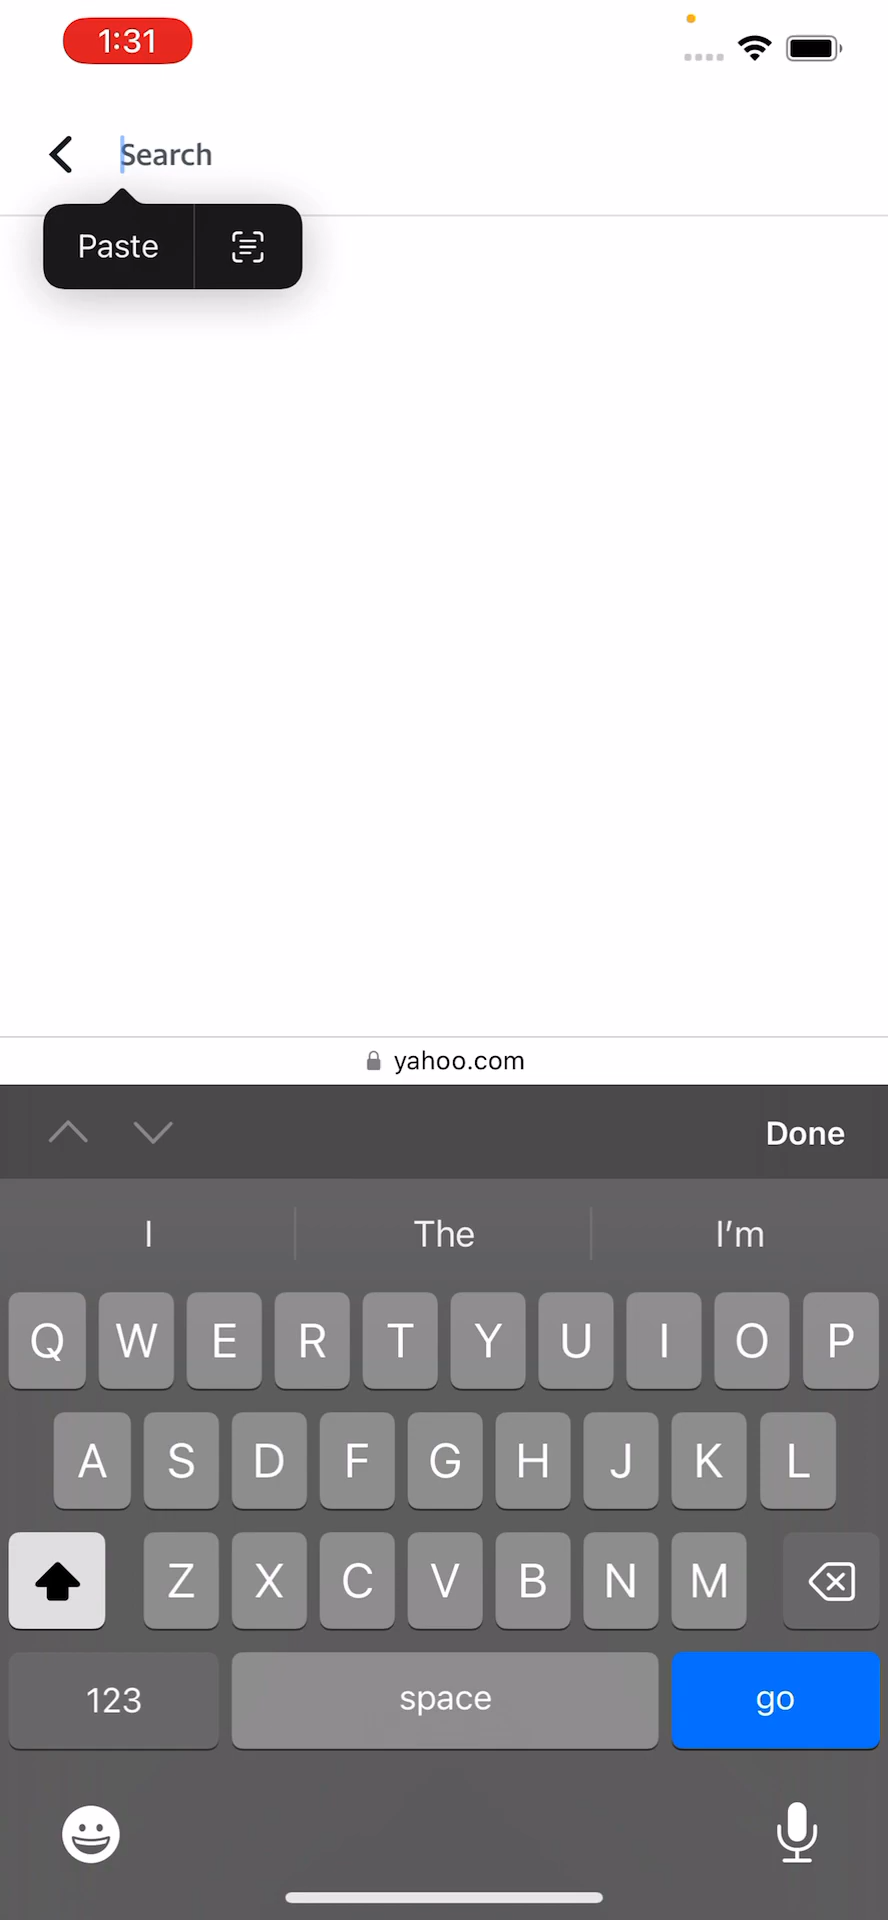 1:31
Search
Paste
yahoo.com
Done
I The I'm
Q W E R T Y U I O P
A S D F G H J K L
Z X C V B N M
123 space go